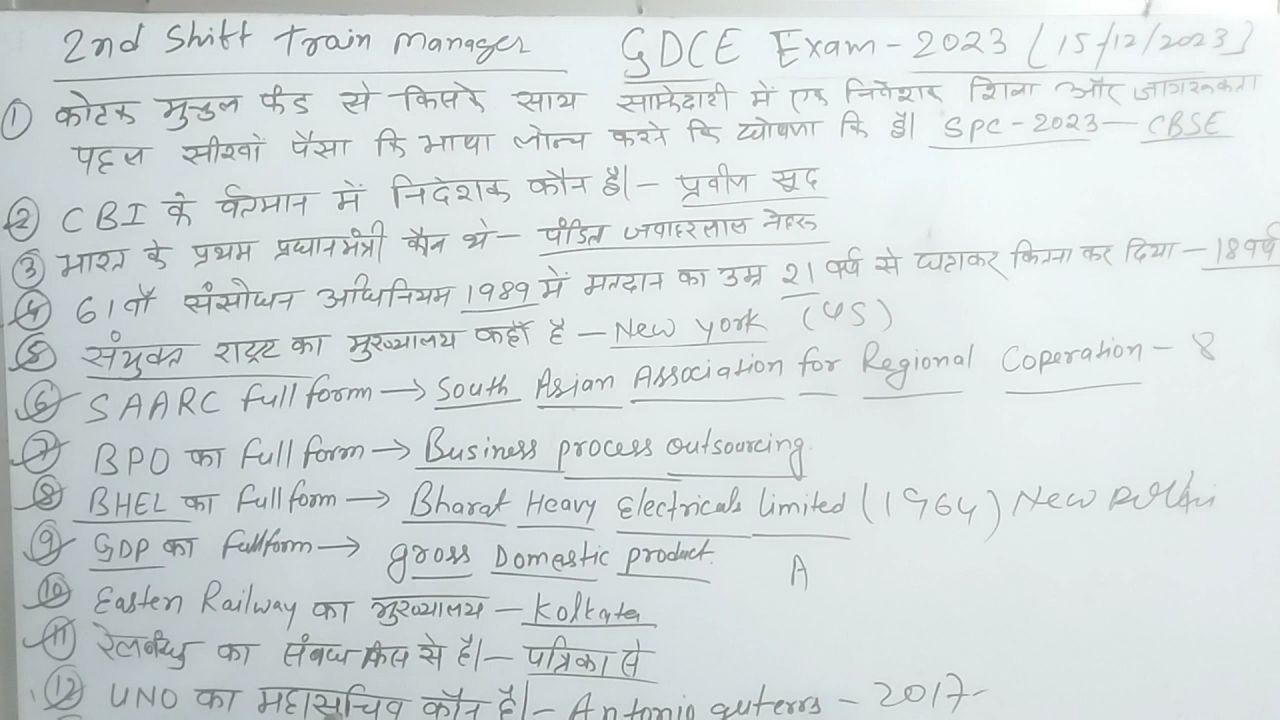 2nd Shift Train Manager GDCE Exam - 2023 (15/12/2023)
① कोटक मुचुल फंड से किसके साथ साझेदारी में एक निवेशक शिक्षा और जागरूकता
पहल सीखों पैसा कि भाषा लोन्च करने कि घोषणा कि है। SPC-2023 — CBSE
② CBI के वर्तमान में निदेशक कौन है। - प्रवीण सूद
③ भारत के प्रथम प्रधानमंत्री कौन थे - पंडित जवाहरलाल नेहरू
④ 61वाँ संसोधन अधिनियम 1989 में मतदान का उम्र 21 वर्ष से घटाकर कितना कर दिया - 18 वर्ष
⑤ संयुक्त राष्ट्र का मुख्यालय कहाँ है - New York (US)
⑥ SAARC full form → South Asian Association for Regional Coperation - 8
⑦ BPO का full form → Business process outsourcing.
⑧ BHEL का full form → Bharat Heavy Electricals limited (1964) New Delhi
⑨ GDP का fullform → gross Domestic product. A
⑩ Eastern Railway का मुख्यालय - Kolkata
⑪ रेलबंधु का संबंध किस से है। - पत्रिका से
⑫ UNO का महासचिव कौन है। - Antonio guterrs - 2017-